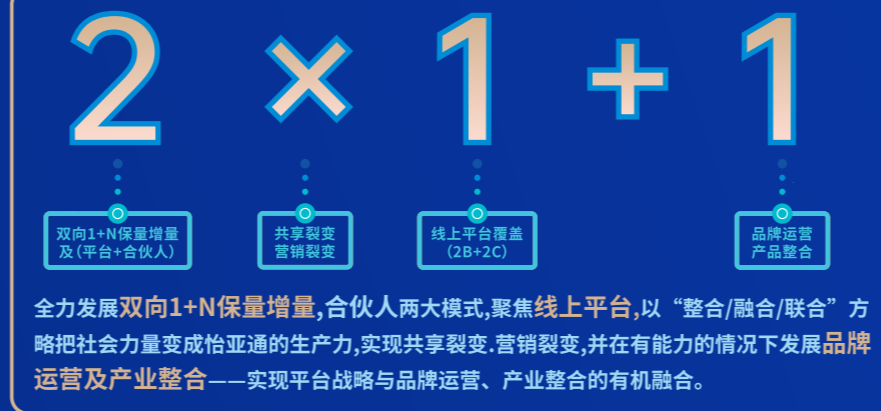 2 × 1 + 1
双向1+N保量增量
及(平台+合伙人)
共享裂变
营销裂变
线上平台覆盖
(2B+2C)
品牌运营
产品整合
全力发展双向1+N保量增量,合伙人两大模式,聚焦线上平台,以“整合/融合/联合”方
略把社会力量变成怡亚通的生产力,实现共享裂变.营销裂变,并在有能力的情况下发展品牌
运营及产业整合——实现平台战略与品牌运营、产业整合的有机融合。